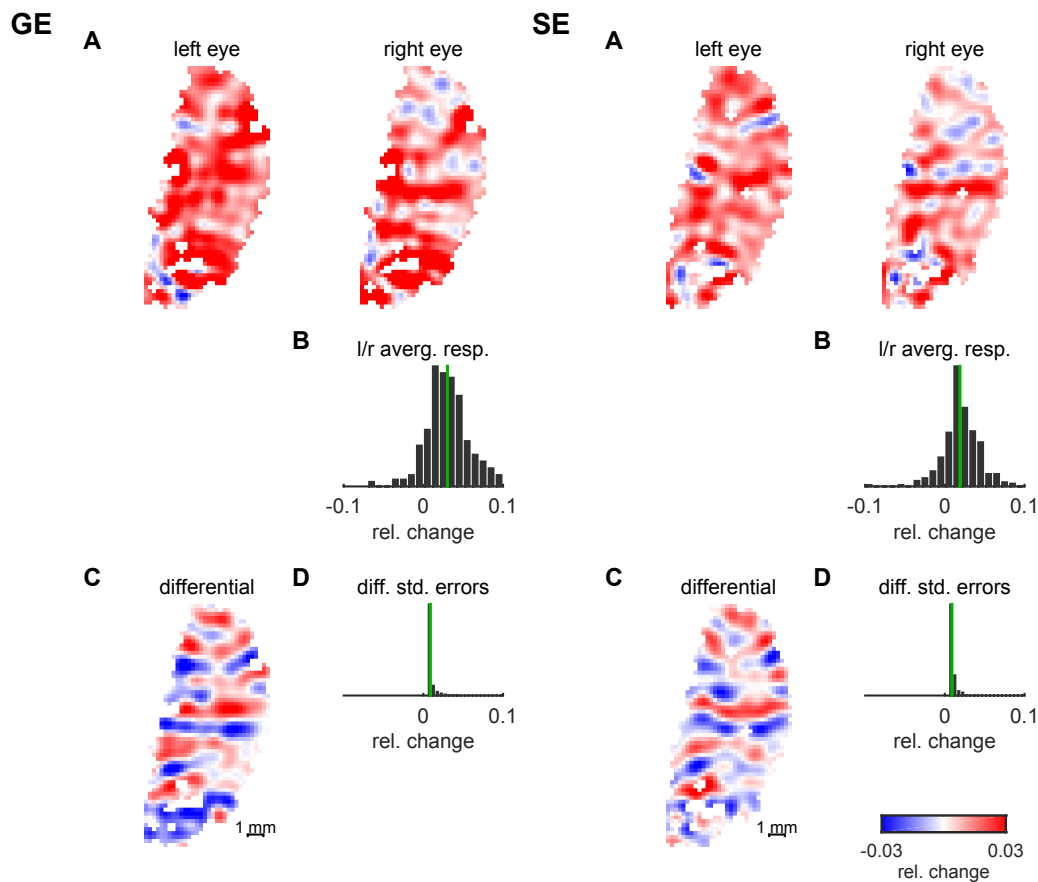 GE
A
left eye
right eye
B
l/r averg. resp.
-0.1
0
0.1
rel. change
C
differential
1 mm
D
diff. std. errors
0
0.1
rel. change
SE
A
left eye
right eye
B
l/r averg. resp.
-0.1
0
0.1
rel. change
C
differential
1 mm
D
diff. std. errors
0
0.1
rel. change
-0.03
0.03
rel. change